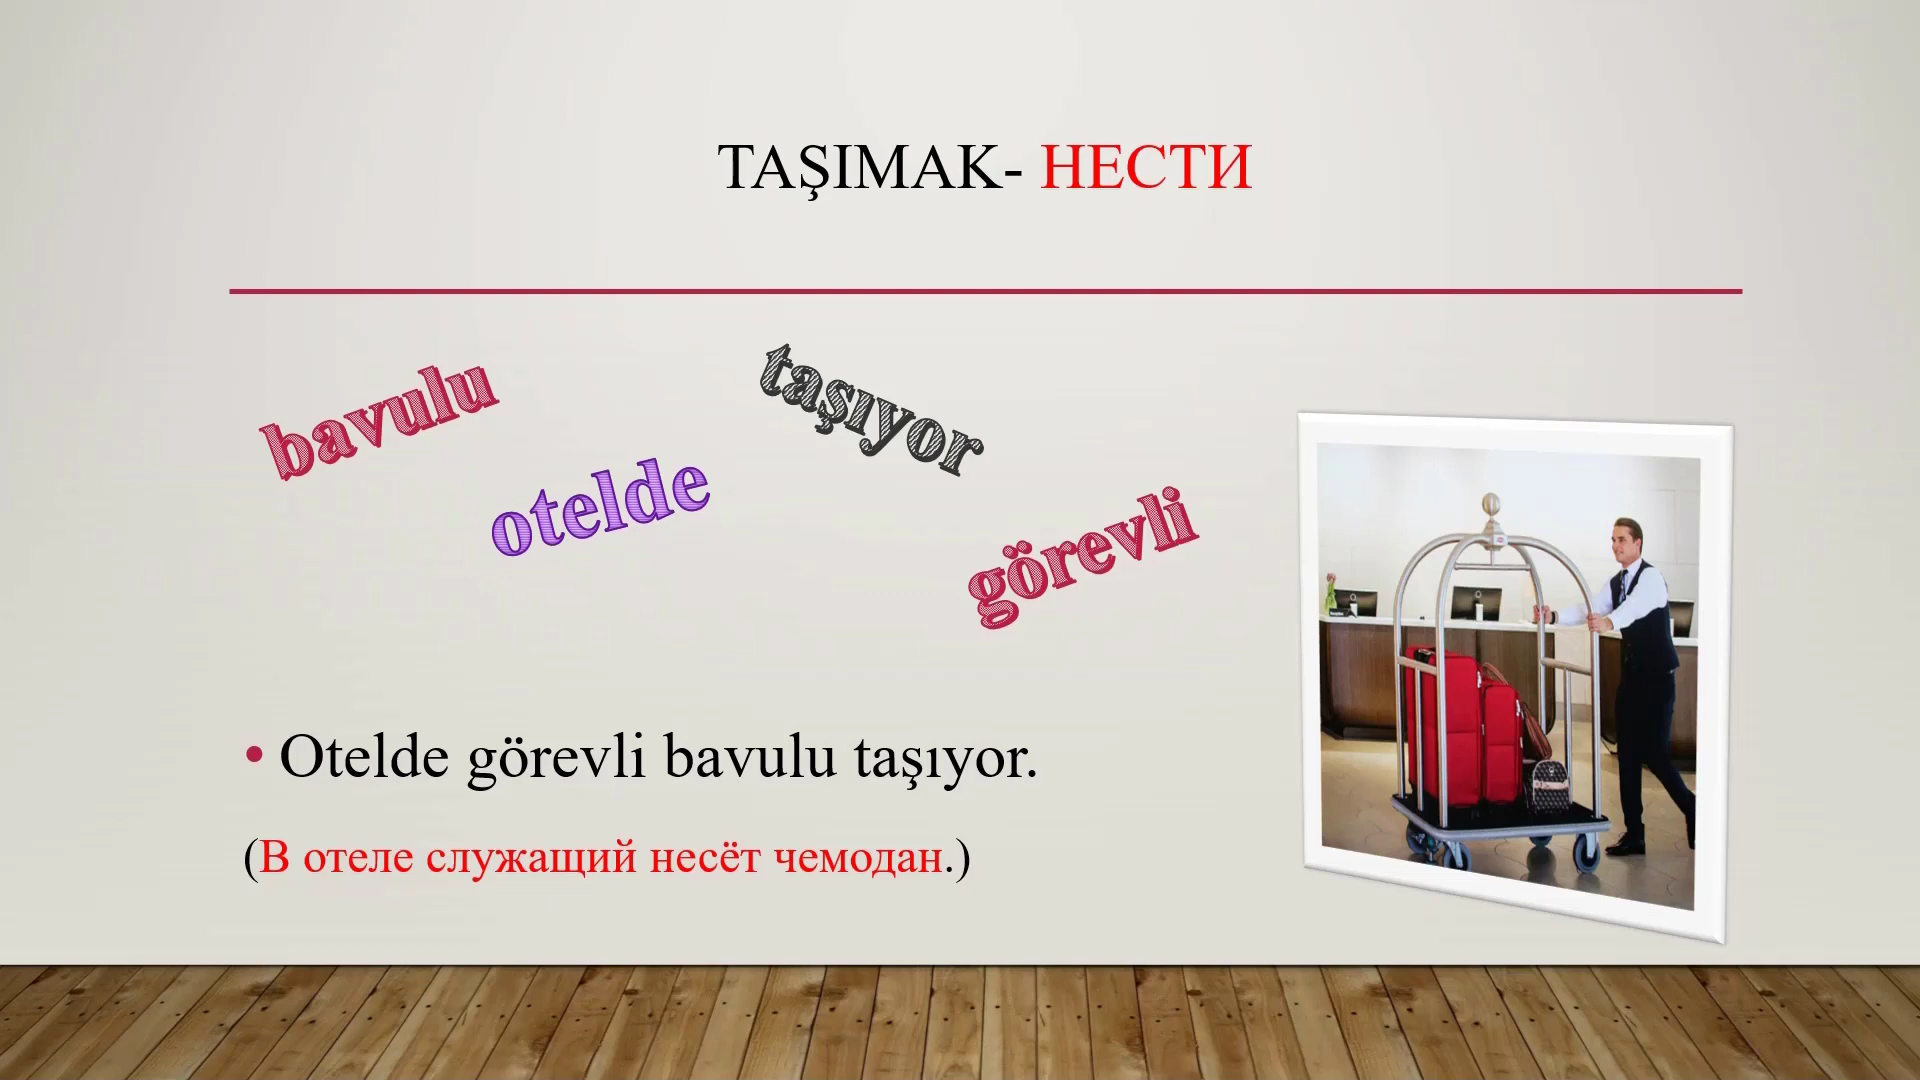 TAŞIMAK- НЕСТИ
bavulu
taşıyor
otelde
görevli
• Otelde görevli bavulu taşıyor.
(В отеле служащий несёт чемодан.)